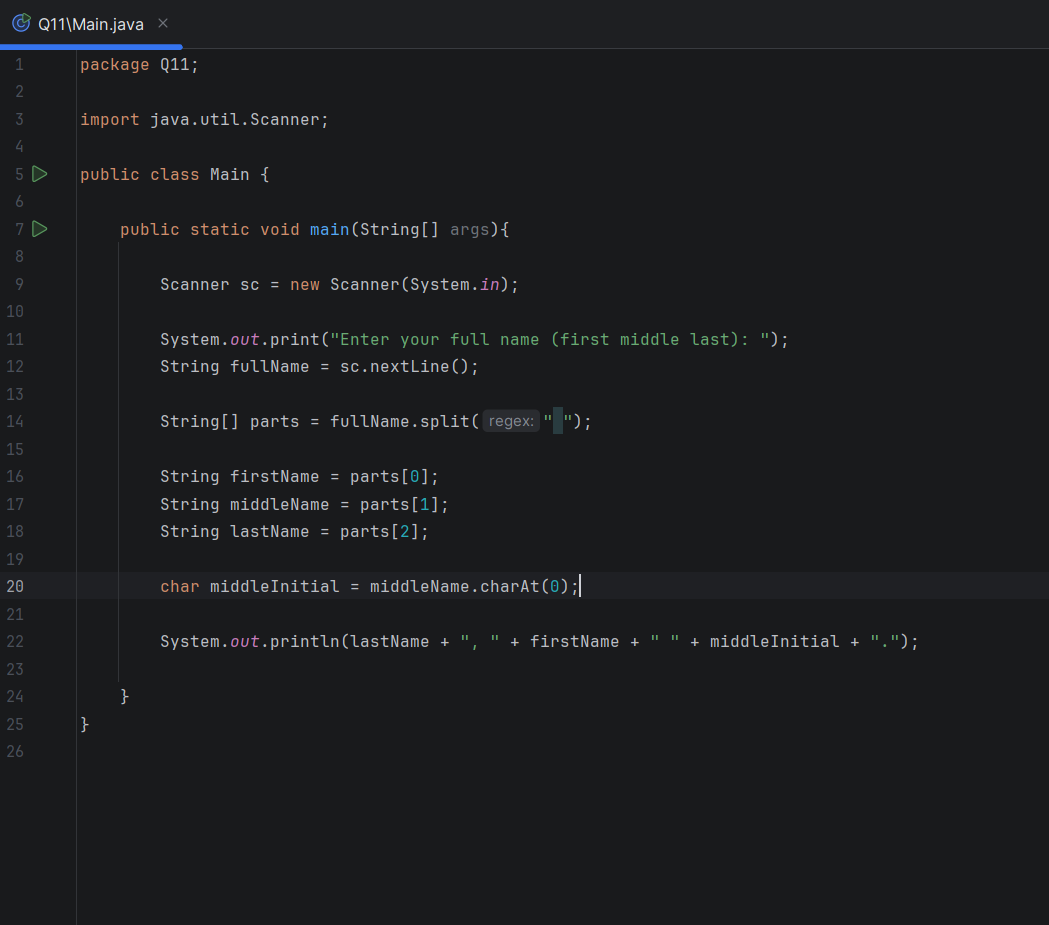 Q11\Main.java
1 package Q11;
2
3 import java.util.Scanner;
4
5 public class Main {
6
7 public static void main(String[] args){
8
9 Scanner sc = new Scanner(System.in);
10
11 System.out.print("Enter your full name (first middle last): ");
12 String fullName = sc.nextLine();
13
14 String[] parts = fullName.split( regex: " ");
15
16 String firstName = parts[0];
17 String middleName = parts[1];
18 String lastName = parts[2];
19
20 char middleInitial = middleName.charAt(0);
21
22 System.out.println(lastName + ", " + firstName + " " + middleInitial + ".");
23
24 }
25 }
26